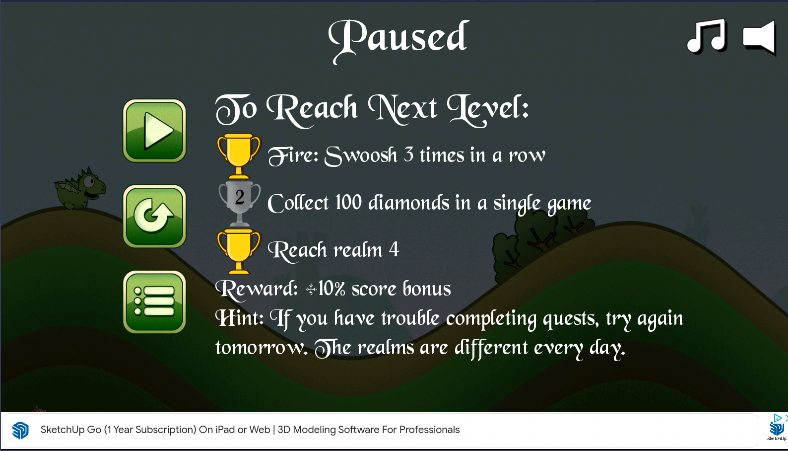 Paused
To Reach Next Level:
Fire: Swoosh 3 times in a row
2
Collect 100 diamonds in a single game
Reach realm 4
Reward: +10% score bonus
Hint: If you have trouble completing quests, try again
tomorrow. The realms are different every day.
SketchUp Go (1 Year Subscription) On iPad or Web | 3D Modeling Software For Professionals
SketchUp